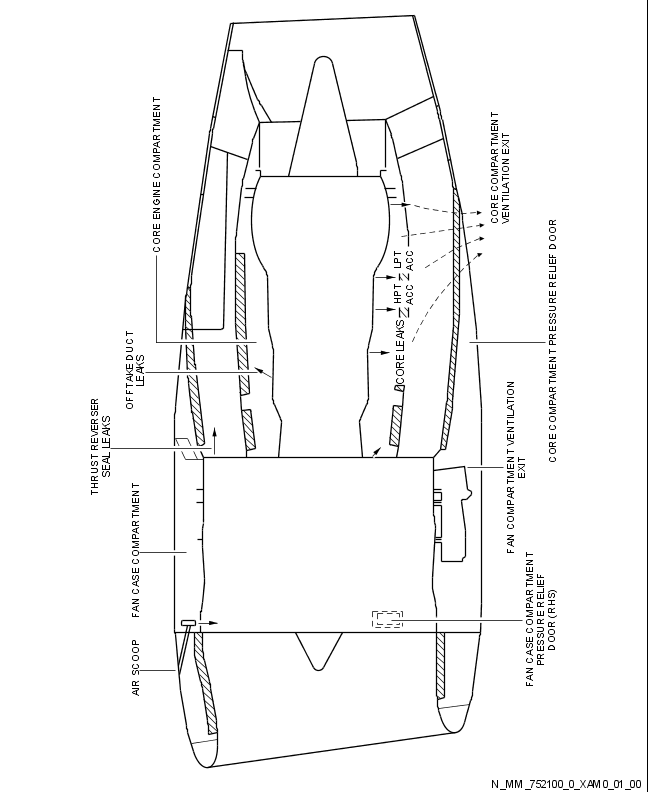 CORE ENGINE COMPARTMENT
CORE COMPARTMENT
VENTILATION EXIT
LPT
ACC
HPT
ACC
CORE LEAKS
CORE COMPARTMENT PRESSURE RELIEF DOOR
OFFTAKE DUCT
LEAKS
THRUST REVERSER
SEAL LEAKS
FAN COMPARTMENT VENTILATION
EXIT
FAN CASE COMPARTMENT
FAN CASE COMPARTMENT
PRESSURE RELIEF
DOOR (RHS)
AIR SCOOP
N_MM_752100_0_XAM0_01_00